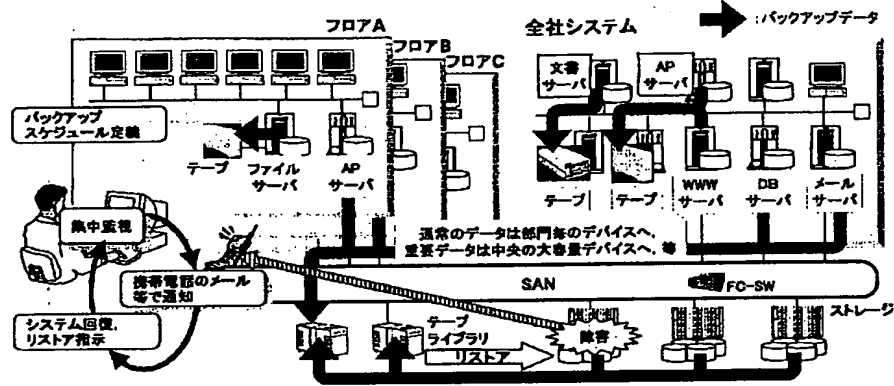 フロアA
フロアB
フロアC
全社システム
:バックアップデータ
文書
サーバ
AP
サーバ
バックアップ
スケジュール定義
テープ
ファイル
サーバ
AP
サーバ
テープ
テープ
WWW
サーバ
DB
サーバ
メール
サーバ
集中監視
通常のデータは部門毎のデバイスへ,
重要データは中央の大容量デバイスへ, 等
携帯電話のメール
等で通知
SAN
FC-SW
システム回復,
リストア指示
テープ
ライブラリ
リストア
障害
ストレージ